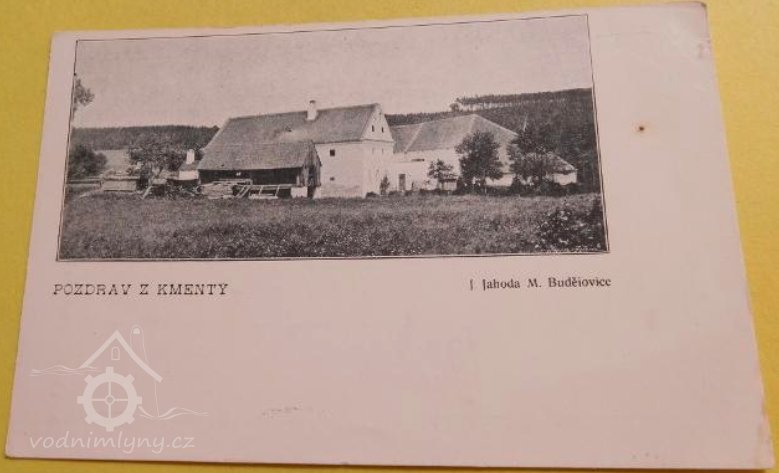 POZDRAV Z KMENTY
J Jahoda M. Budějovice
vodnimlyny.cz